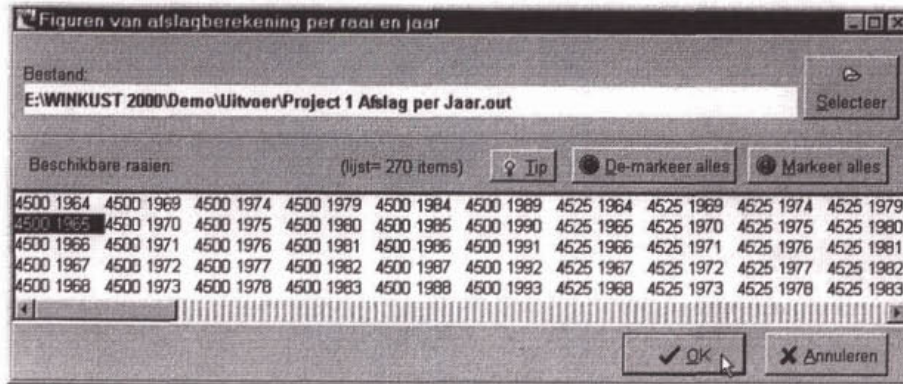 Figuren van afslagberekening per raai en jaar
Bestand:
E:\WINKUST 2000\Demo\Uitvoer\Project 1 Afslag per Jaar.out
Selecteer
Beschikbare raaien: (lijst= 270 items) Tip De-markeer alles Markeer alles
4500 1964 4500 1969 4500 1974 4500 1979 4500 1984 4500 1989 4525 1964 4525 1969 4525 1974 4525 1979
4500 1965 4500 1970 4500 1975 4500 1980 4500 1985 4500 1990 4525 1965 4525 1970 4525 1975 4525 1980
4500 1966 4500 1971 4500 1976 4500 1981 4500 1986 4500 1991 4525 1966 4525 1971 4525 1976 4525 1981
4500 1967 4500 1972 4500 1977 4500 1982 4500 1987 4500 1992 4525 1967 4525 1972 4525 1977 4525 1982
4500 1968 4500 1973 4500 1978 4500 1983 4500 1988 4500 1993 4525 1968 4525 1973 4525 1978 4525 1983
OK Annuleren